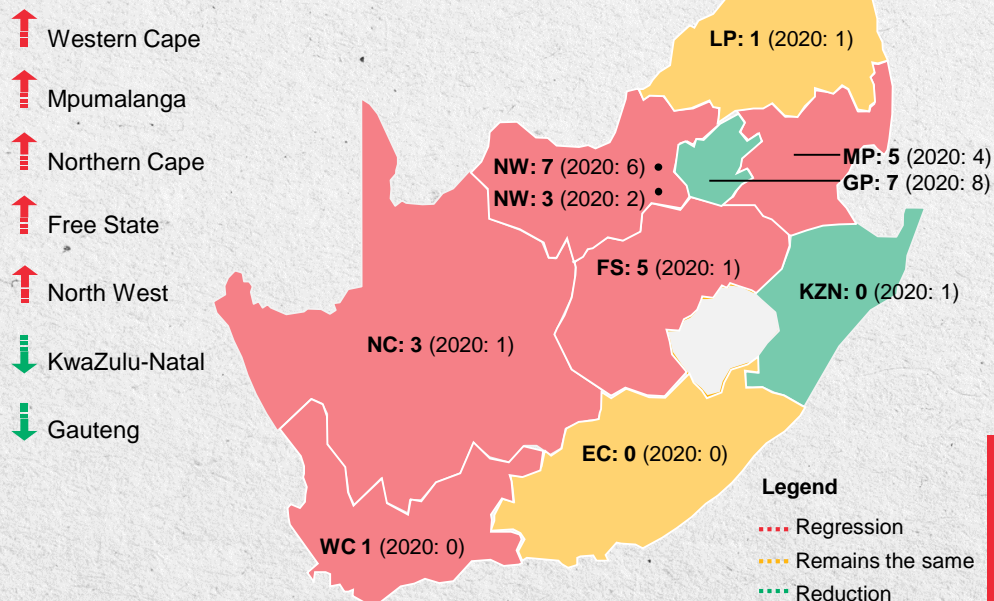 Western Cape
Mpumalanga
Northern Cape
Free State
North West
KwaZulu-Natal
Gauteng
LP: 1 (2020: 1)
NW: 7 (2020: 6) •
NW: 3 (2020: 2) •
MP: 5 (2020: 4)
GP: 7 (2020: 8)
FS: 5 (2020: 1)
KZN: 0 (2020: 1)
NC: 3 (2020: 1)
EC: 0 (2020: 0)
WC 1 (2020: 0)
Legend
Regression
Remains the same
Reduction